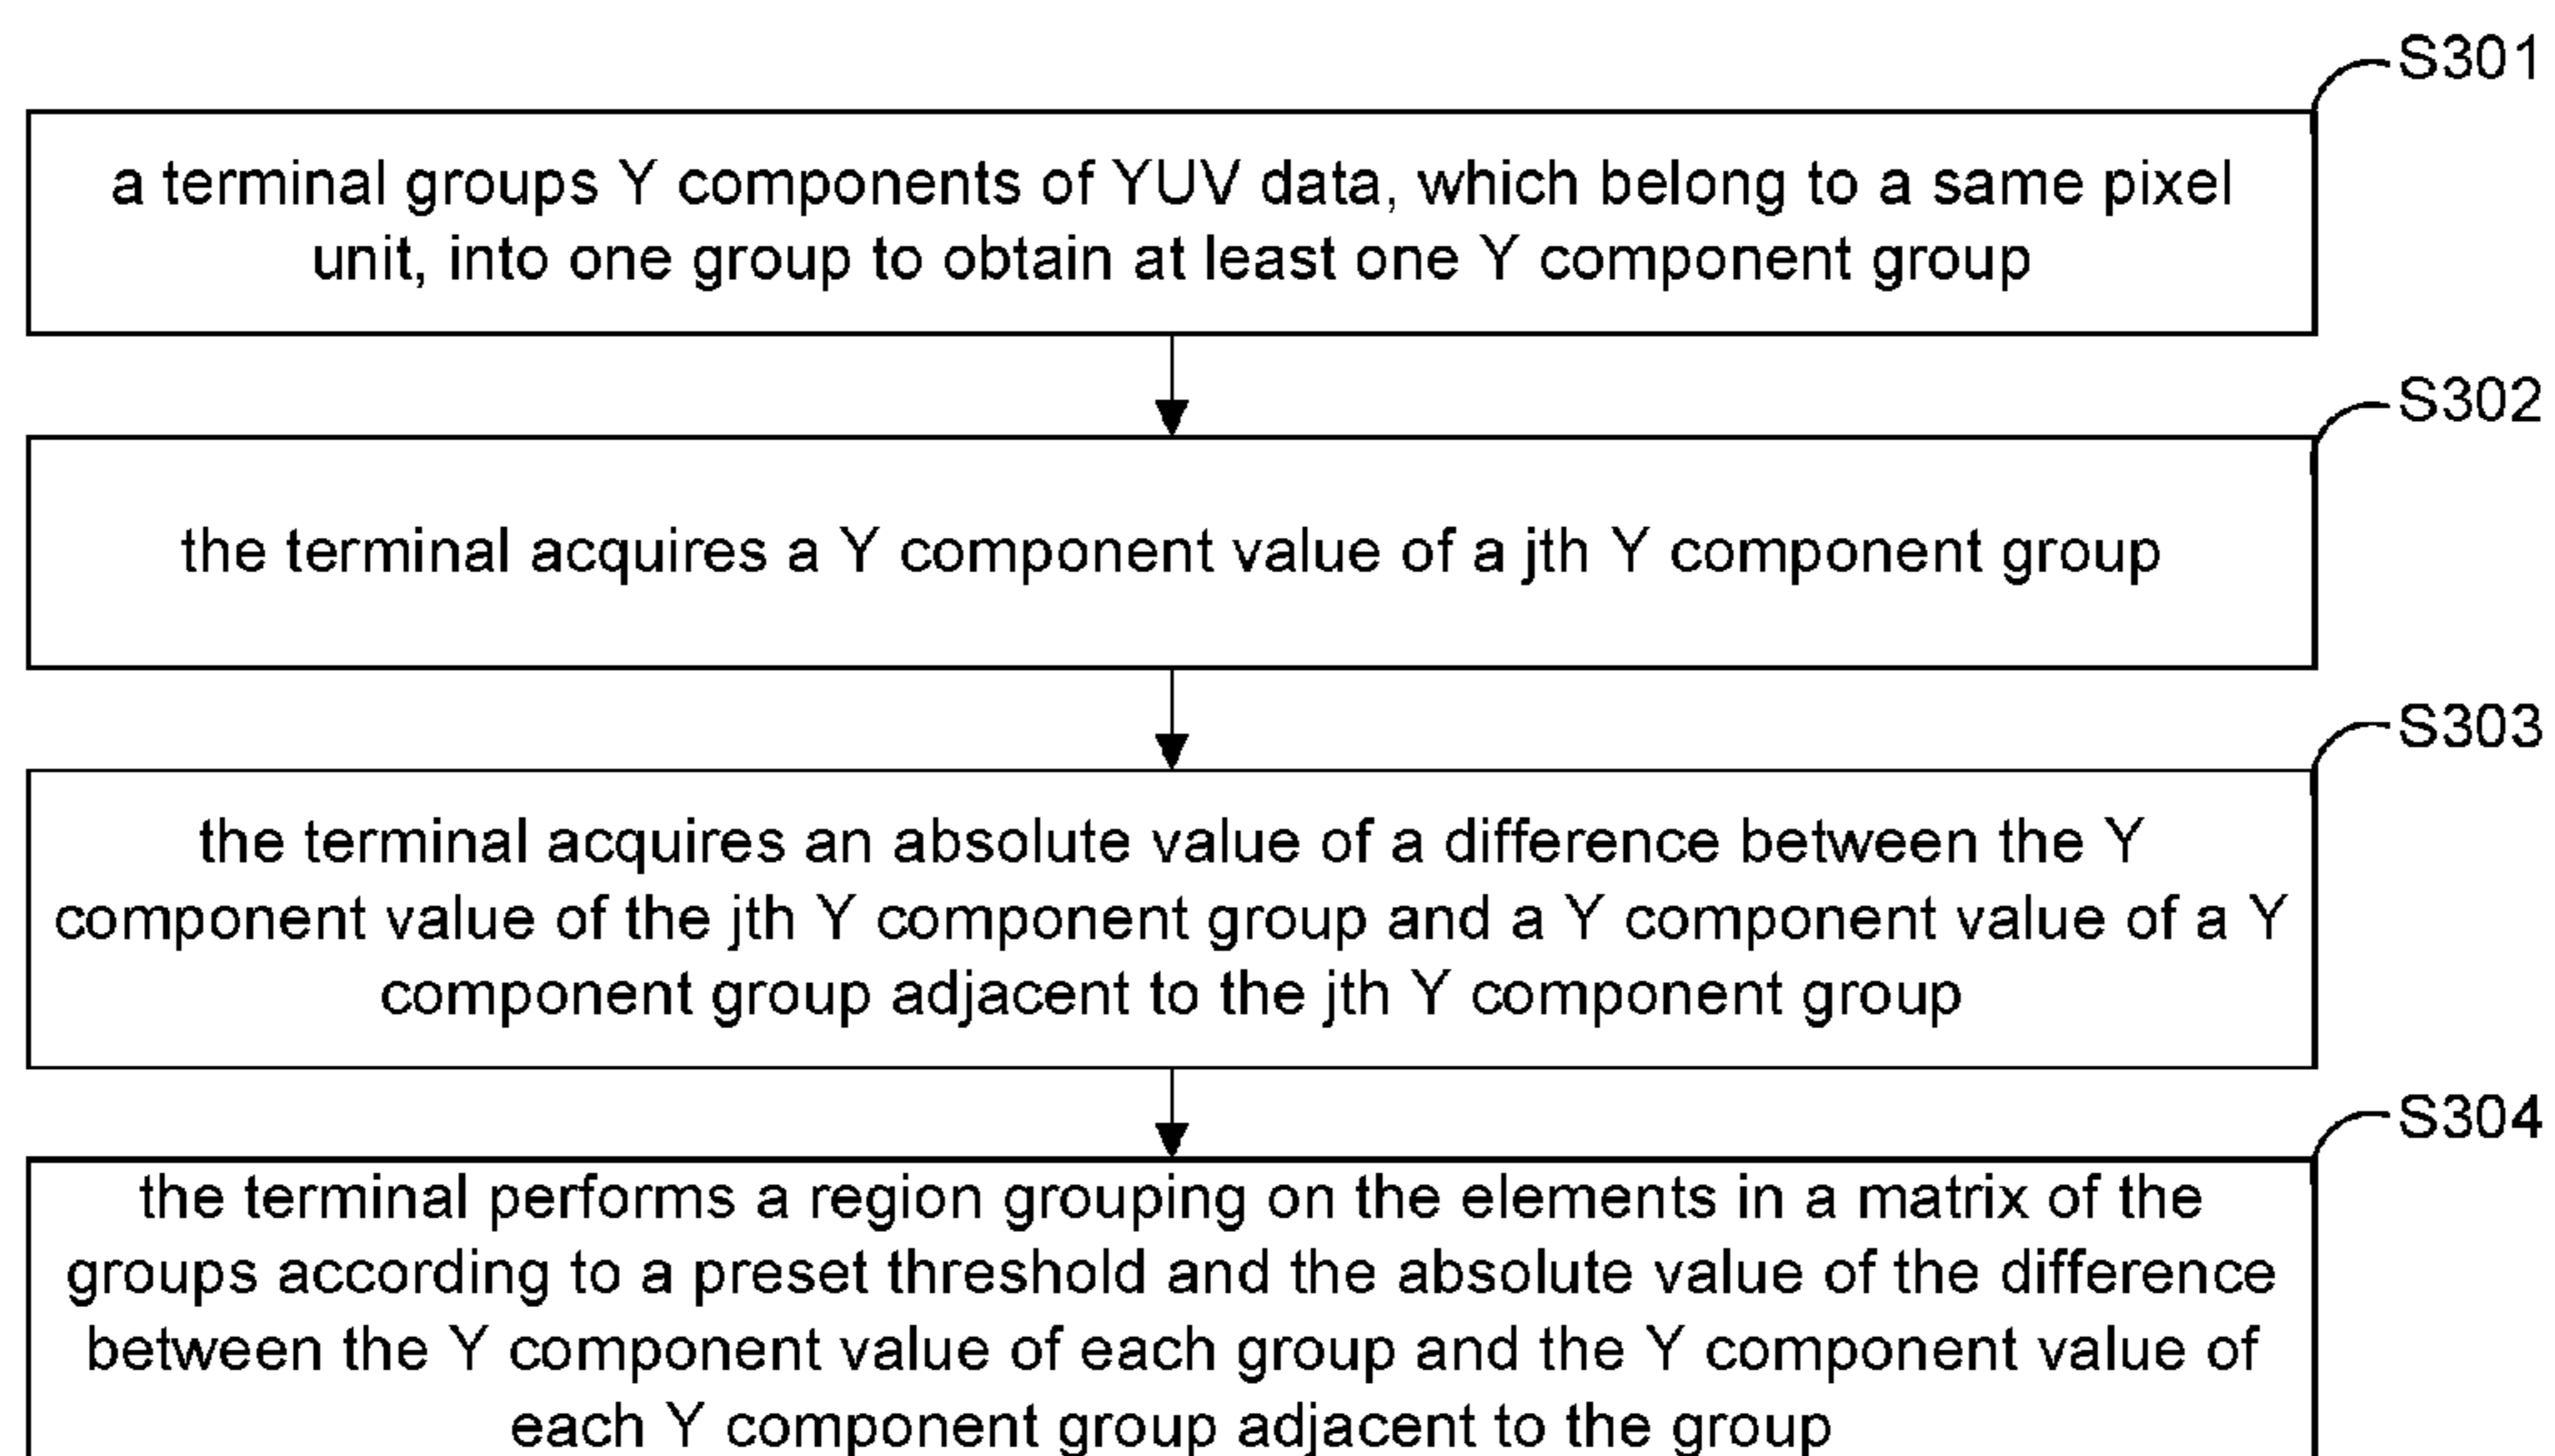 S301
a terminal groups Y components of YUV data, which belong to a same pixel
unit, into one group to obtain at least one Y component group
S302
the terminal acquires a Y component value of a jth Y component group
S303
the terminal acquires an absolute value of a difference between the Y
component value of the jth Y component group and a Y component value of a Y
component group adjacent to the jth Y component group
S304
the terminal performs a region grouping on the elements in a matrix of the
groups according to a preset threshold and the absolute value of the difference
between the Y component value of each group and the Y component value of
each Y component group adjacent to the group